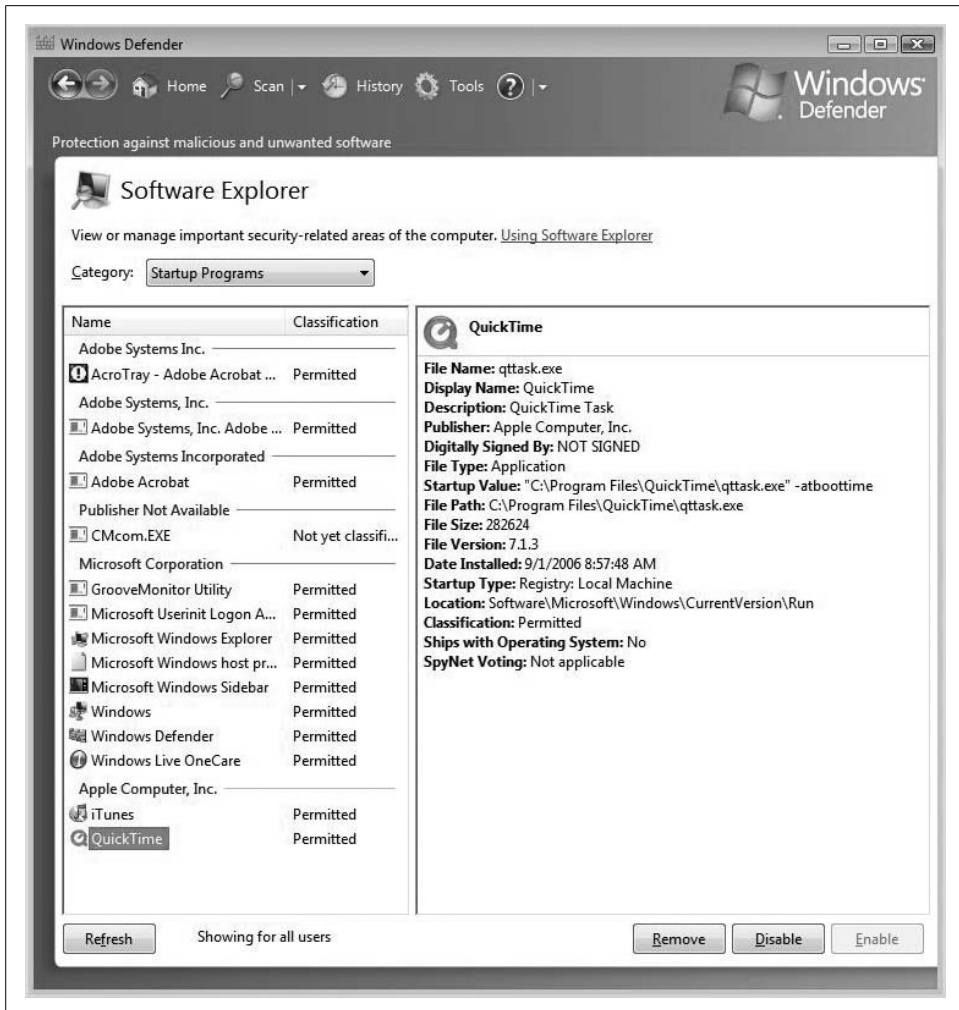 Windows Defender
Home Scan History Tools ?
Windows
Defender
Protection against malicious and unwanted software
Software Explorer
View or manage important security-related areas of the computer. Using Software Explorer
Category: Startup Programs
Name Classification
Adobe Systems Inc.
AcroTray - Adobe Acrobat ... Permitted
Adobe Systems, Inc.
Adobe Systems, Inc. Adobe ... Permitted
Adobe Systems Incorporated
Adobe Acrobat Permitted
Publisher Not Available
CMcom.EXE Not yet classifi...
Microsoft Corporation
GrooveMonitor Utility Permitted
Microsoft Userinit Logon A... Permitted
Microsoft Windows Explorer Permitted
Microsoft Windows host pr... Permitted
Microsoft Windows Sidebar Permitted
Windows Permitted
Windows Defender Permitted
Windows Live OneCare Permitted
Apple Computer, Inc.
iTunes Permitted
QuickTime Permitted
QuickTime
File Name: qttask.exe
Display Name: QuickTime
Description: QuickTime Task
Publisher: Apple Computer, Inc.
Digitally Signed By: NOT SIGNED
File Type: Application
Startup Value: "C:\Program Files\QuickTime\qttask.exe" -atboottime
File Path: C:\Program Files\QuickTime\qttask.exe
File Size: 282624
File Version: 7.1.3
Date Installed: 9/1/2006 8:57:48 AM
Startup Type: Registry: Local Machine
Location: Software\Microsoft\Windows\CurrentVersion\Run
Classification: Permitted
Ships with Operating System: No
SpyNet Voting: Not applicable
Refresh Showing for all users Remove Disable Enable